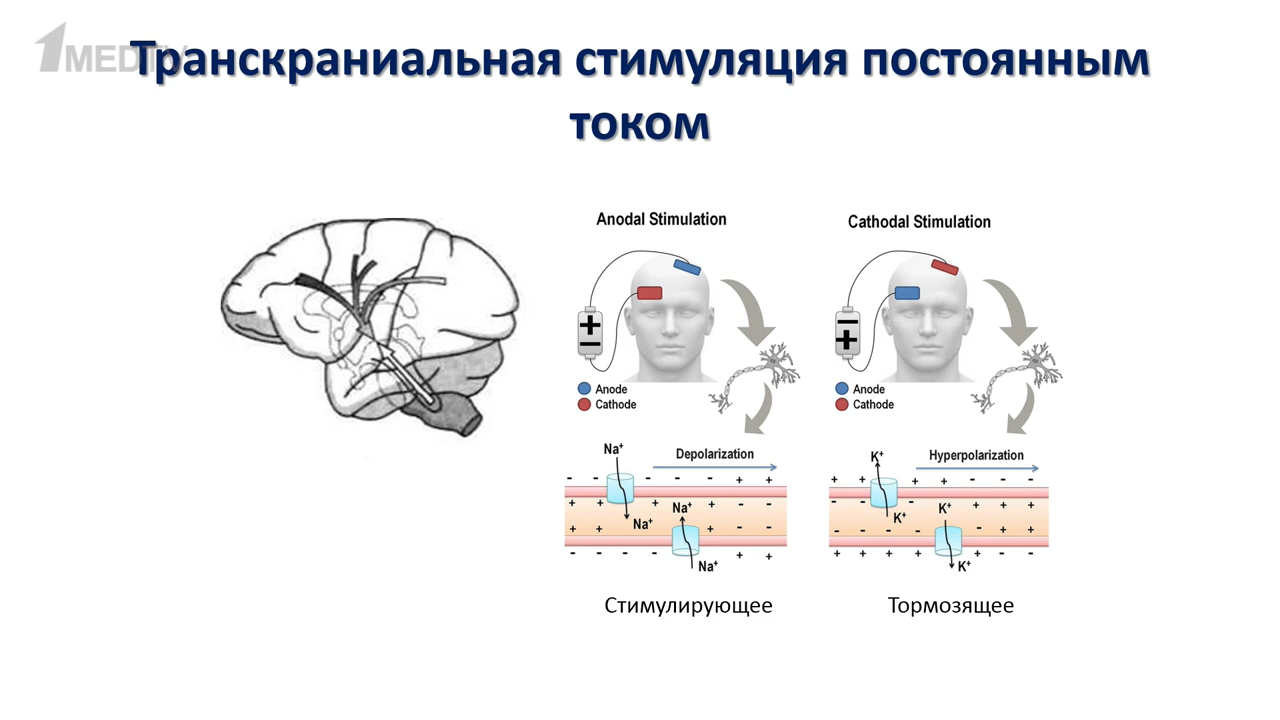 1MEDTV
Транскраниальная стимуляция постоянным
током
Anodal Stimulation
+
−
Anode
Cathode
Na⁺
Depolarization
- - - - - + +
+ + + + - -
Na⁺
Na⁺
+ + + - -
- - - - + +
Na⁺
Стимулирующее
Cathodal Stimulation
−
+
Anode
Cathode
K⁺
Hyperpolarization
+ + + + - - -
- - - + + +
K⁺
K⁺
- - - - - + +
+ + + + + - -
K⁺
Тормозящее